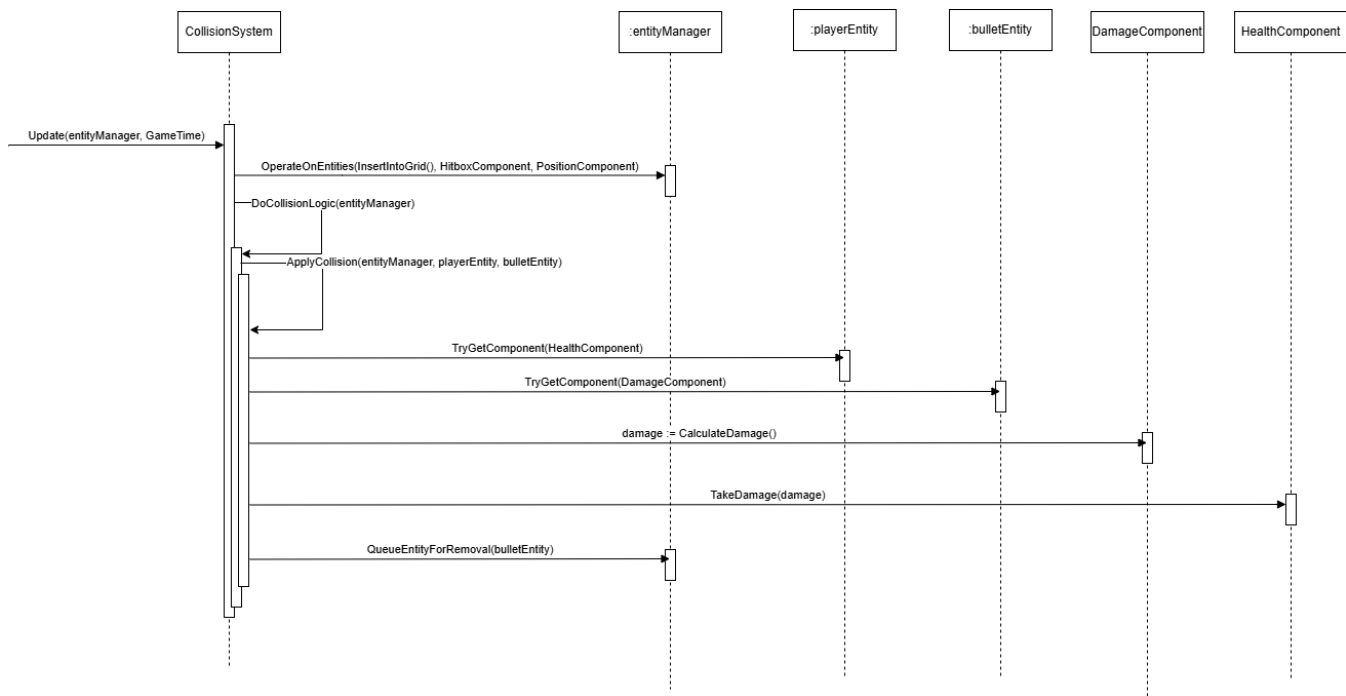 CollisionSystem
:entityManager
:playerEntity
:bulletEntity
DamageComponent
HealthComponent
Update(entityManager, GameTime)
OperateOnEntities(InsertIntoGrid(), HitboxComponent, PositionComponent)
DoCollisionLogic(entityManager)
ApplyCollision(entityManager, playerEntity, bulletEntity)
TryGetComponent(HealthComponent)
TryGetComponent(DamageComponent)
damage := CalculateDamage()
TakeDamage(damage)
QueueEntityForRemoval(bulletEntity)